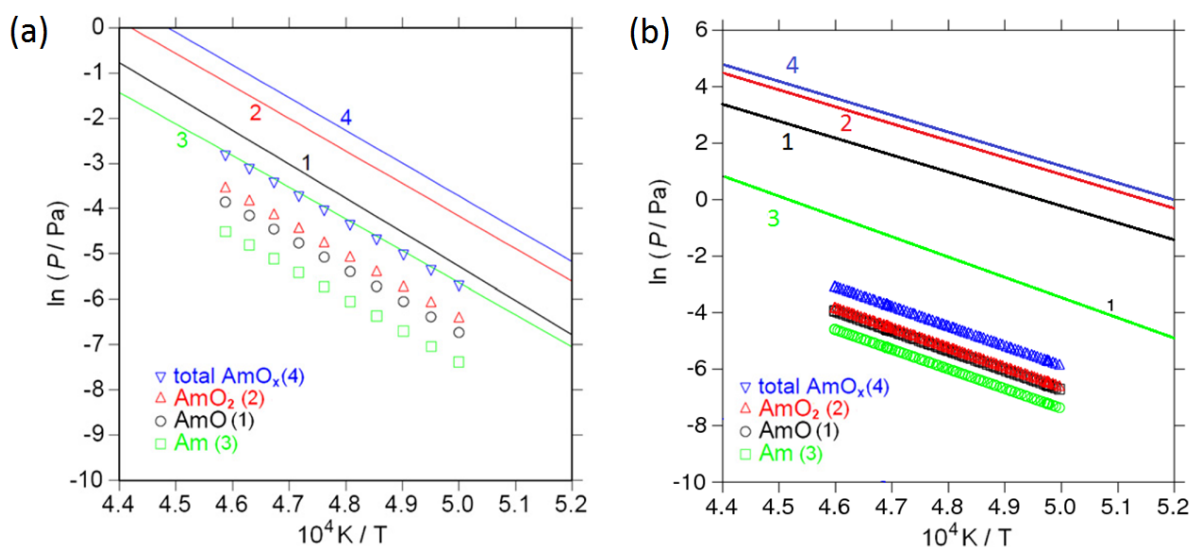 (a)
0
-1
-2
-3
-4
-5
-6
-7
-8
-9
-10
ln ( P / Pa)
4
2
1
3
total AmOₓ(4)
AmO₂ (2)
AmO (1)
Am (3)
4.4 4.5 4.6 4.7 4.8 4.9 5.0 5.1 5.2
10⁴ K / T
(b)
6
4
2
0
-2
-4
-6
-8
-10
ln ( P / Pa)
4
2
1
3
1
total AmOₓ(4)
AmO₂ (2)
AmO (1)
Am (3)
4.4 4.5 4.6 4.7 4.8 4.9 5.0 5.1 5.2
10⁴ K / T